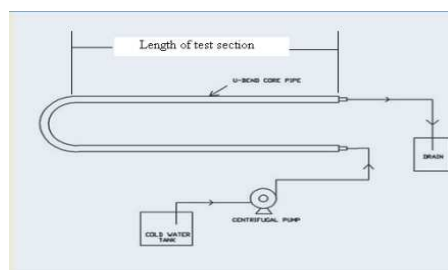 Length of test section
U-BEND CORE PIPE
DRAIN
CENTRIFUGAL PUMP
COLD WATER
TANK